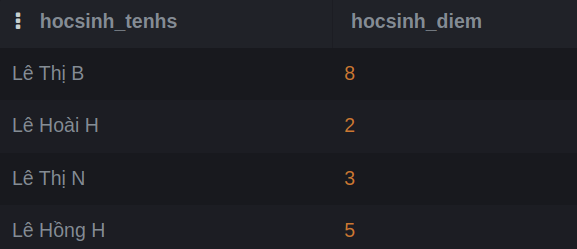 hocsinh_tenhs hocsinh_diem
Lê Thị B 8
Lê Hoài H 2
Lê Thị N 3
Lê Hồng H 5